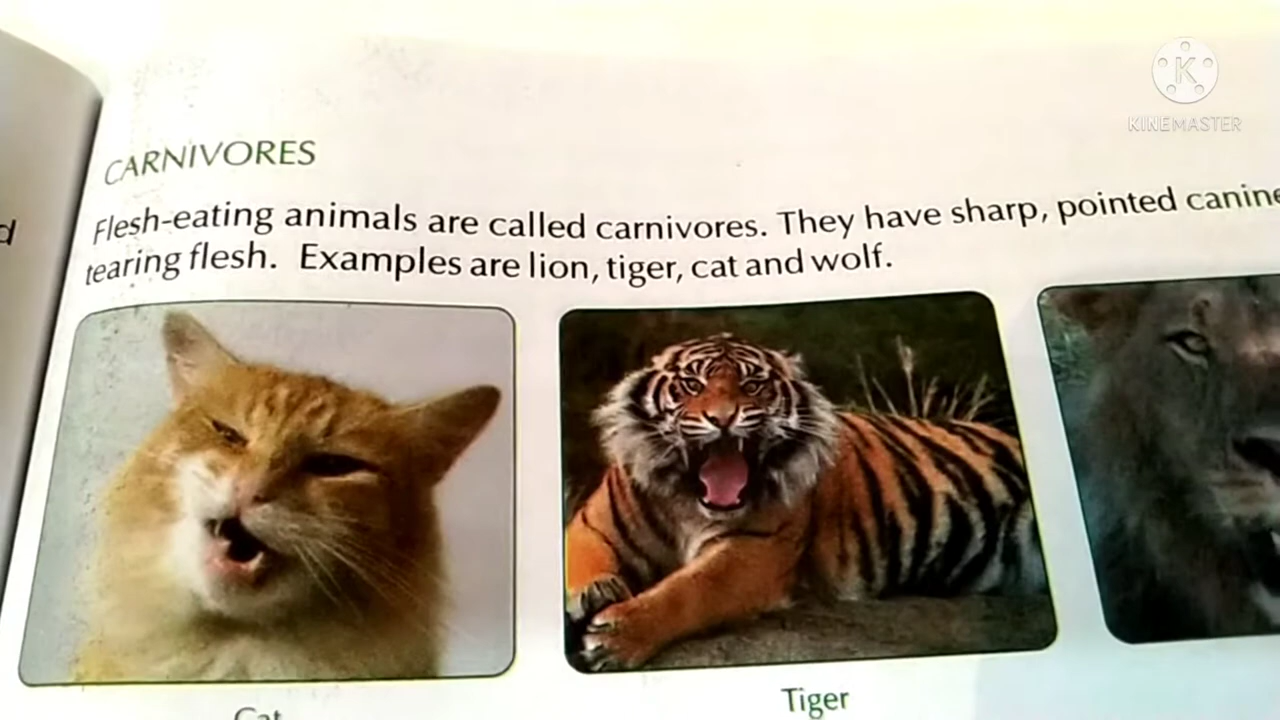 KINEMASTER
CARNIVORES
Flesh-eating animals are called carnivores. They have sharp, pointed canine
tearing flesh. Examples are lion, tiger, cat and wolf.
Cat
Tiger